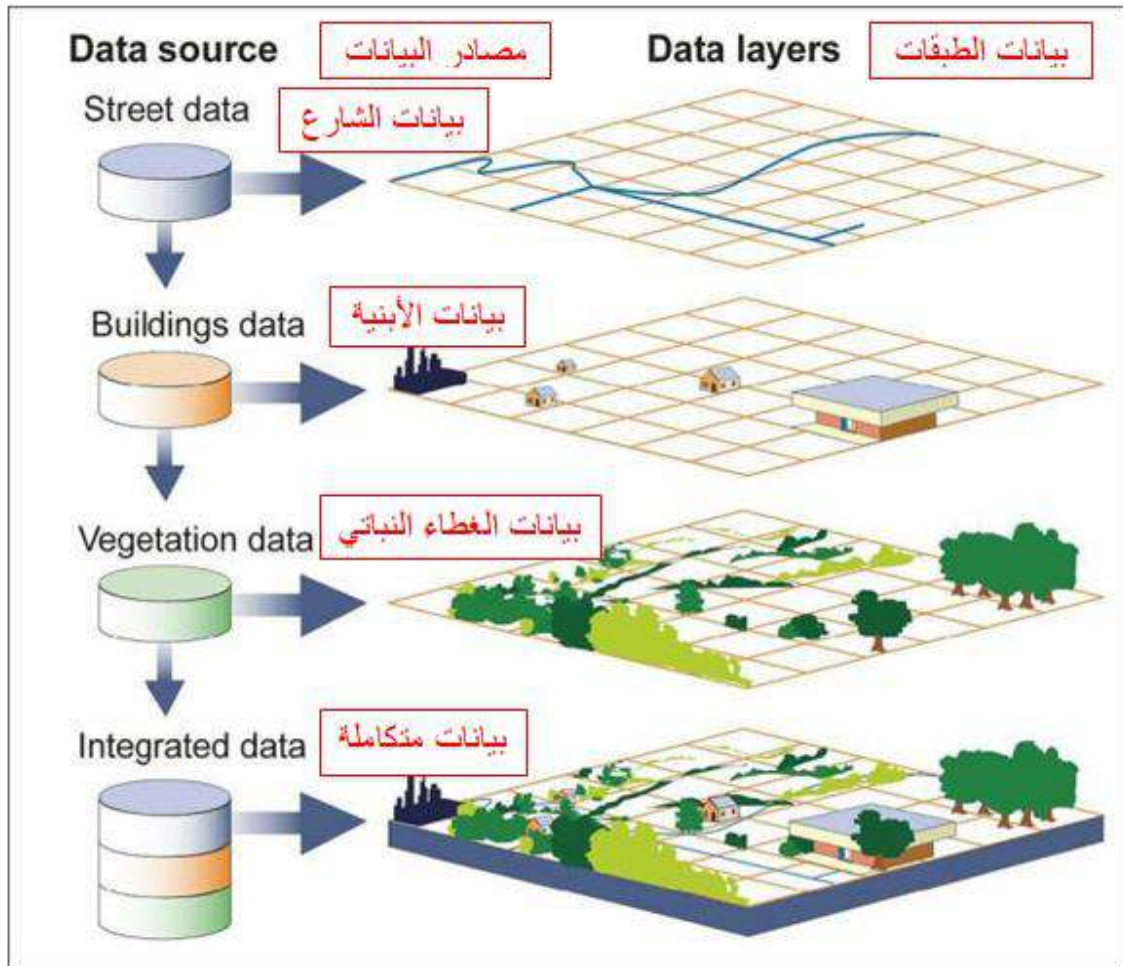 Data source
مصادر البيانات
Data layers
بيانات الطبقات
Street data
بيانات الشارع
Buildings data
بيانات الأبنية
Vegetation data
بيانات الغطاء النباتي
Integrated data
بيانات متكاملة